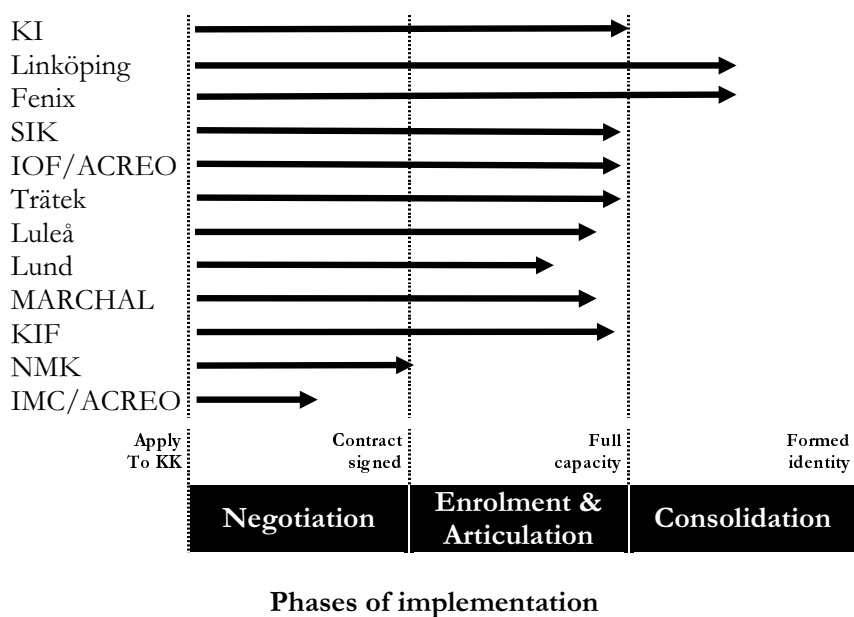 KI
Linköping
Fenix
SIK
IOF/ACREO
Trätek
Luleå
Lund
MARCHAL
KIF
NMK
IMC/ACREO
Apply
To KK
Contract
signed
Full
capacity
Formed
identity
Negotiation
Enrolment &
Articulation
Consolidation
Phases of implementation